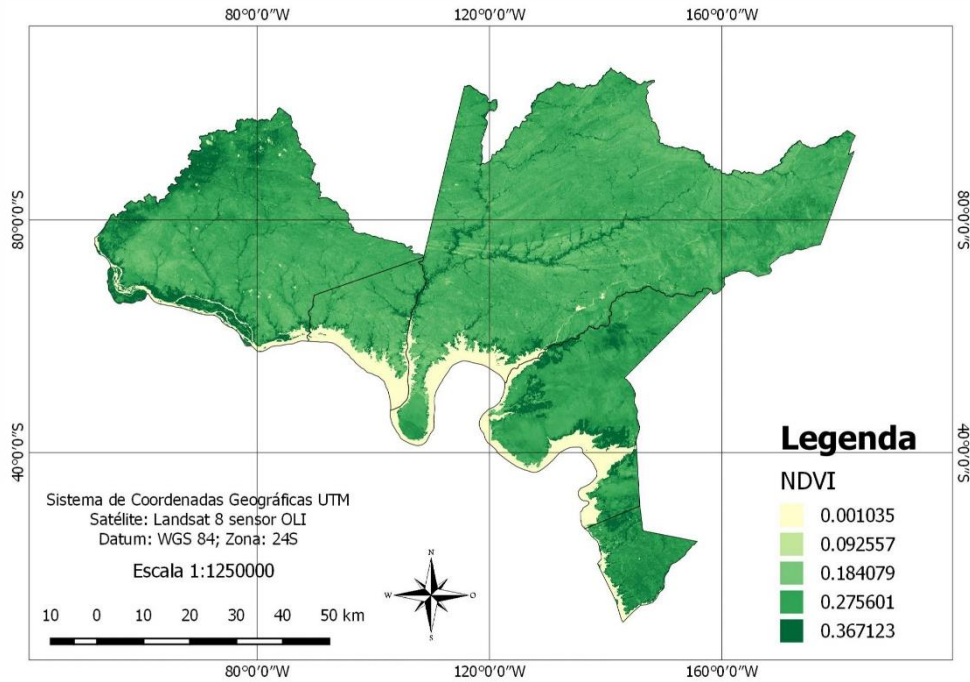 80°0'0"W 120°0'0"W 160°0'0"W
80°0'0"S
80°0'0"S
40°0'0"S
40°0'0"S
Legenda
NDVI
0.001035
0.092557
0.184079
0.275601
0.367123
Sistema de Coordenadas Geográficas UTM
Satélite: Landsat 8 sensor OLI
Datum: WGS 84; Zona: 24S
Escala 1:1250000
N
W O
S
10 0 10 20 30 40 50 km
80°0'0"W 120°0'0"W 160°0'0"W